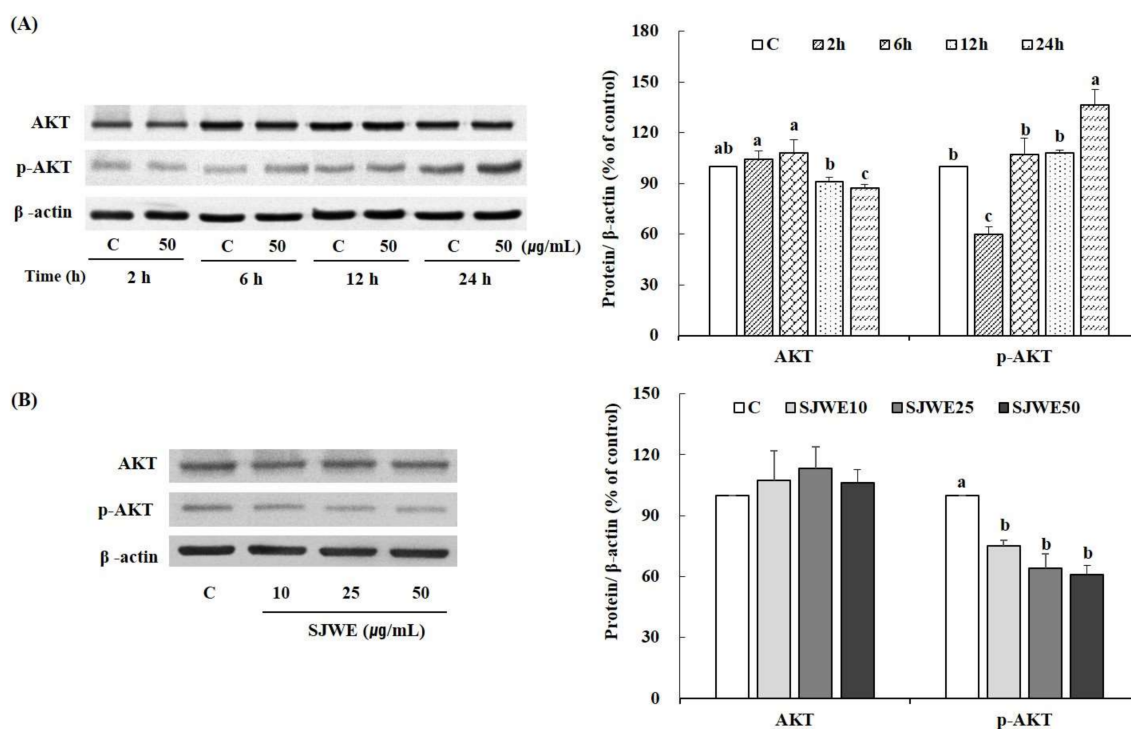 (A)
AKT
p-AKT
β -actin
C 50 C 50 C 50 C 50 (μg/mL)
Time (h) 2 h 6 h 12 h 24 h
Protein/ β-actin (% of control)
180
150
120
90
60
30
0
C 2h 6h 12h 24h
ab a a b c
b c b b a
AKT p-AKT
(B)
AKT
p-AKT
β -actin
C 10 25 50
SJWE (μg/mL)
Protein/ β-actin (% of control)
150
120
90
60
30
0
C SJWE10 SJWE25 SJWE50
a b b b
AKT p-AKT